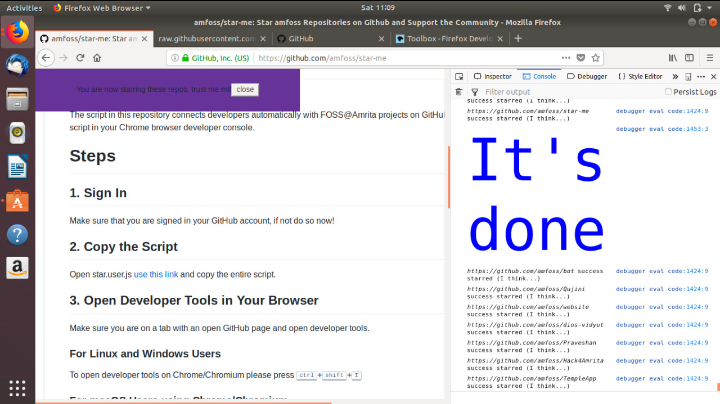 Activities
Firefox Web Browser
Sat 11:09
amfoss/star-me: Star amfoss Repositories on Github and Support the Community - Mozilla Firefox
amfoss/star-me: Star am
raw.githubusercontent.com
GitHub
Toolbox - Firefox Develo
GitHub, Inc. (US)
https://github.com/amfoss/star-me
You are now starring these repos, trust me
close
The script in this repository connects developers automatically with FOSS@Amrita projects on GitHub
script in your Chrome browser developer console.
Steps
1. Sign In
Make sure that you are signed in your GitHub account, if not do so now!
2. Copy the Script
Open star.user.js use this link and copy the entire script.
3. Open Developer Tools in Your Browser
Make sure you are on a tab with an open GitHub page and open developer tools.
For Linux and Windows Users
To open developer tools on Chrome/Chromium please press ctrl + shift + I
For macOS Users using Chrome/Chromium
Inspector
Console
Debugger
{} Style Editor
Filter output
Persist Logs
success starred (I think...)
https://github.com/amfoss/star-me debugger eval code:1424:9
success starred (I think...)
debugger eval code:1453:3
It's
done
https://github.com/amfoss/bot success debugger eval code:1424:9
starred (I think...)
https://github.com/amfoss/Qujini debugger eval code:1424:9
success starred (I think...)
https://github.com/amfoss/website debugger eval code:1424:9
success starred (I think...)
https://github.com/amfoss/dios-vidyut debugger eval code:1424:9
success starred (I think...)
https://github.com/amfoss/Praveshan debugger eval code:1424:9
success starred (I think...)
https://github.com/amfoss/Hack4Amrita debugger eval code:1424:9
success starred (I think...)
https://github.com/amfoss/TempleApp debugger eval code:1424:9
success starred (I think...)